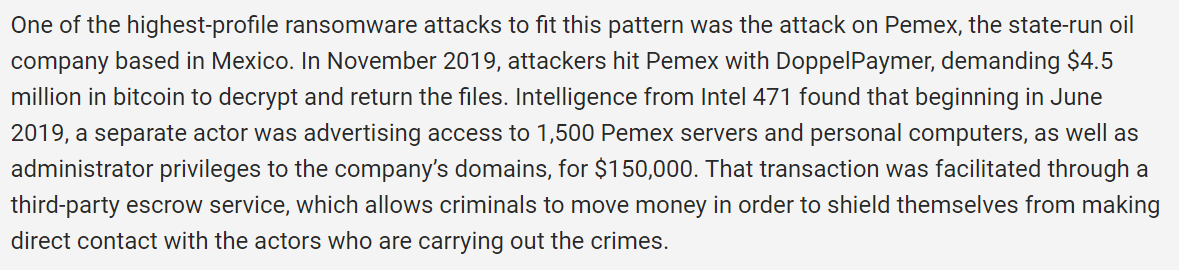 One of the highest-profile ransomware attacks to fit this pattern was the attack on Pemex, the state-run oil
company based in Mexico. In November 2019, attackers hit Pemex with DoppelPaymer, demanding $4.5
million in bitcoin to decrypt and return the files. Intelligence from Intel 471 found that beginning in June
2019, a separate actor was advertising access to 1,500 Pemex servers and personal computers, as well as
administrator privileges to the company’s domains, for $150,000. That transaction was facilitated through a
third-party escrow service, which allows criminals to move money in order to shield themselves from making
direct contact with the actors who are carrying out the crimes.